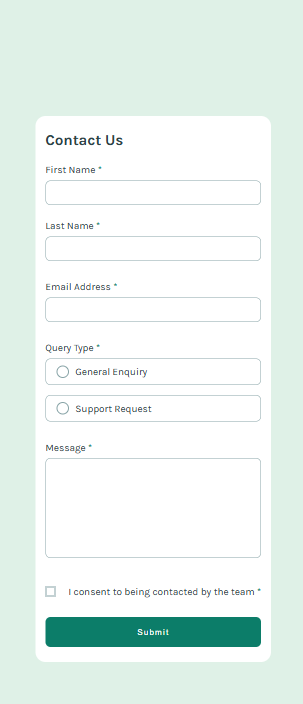 Contact Us
First Name *
Last Name *
Email Address *
Query Type *
General Enquiry
Support Request
Message *
I consent to being contacted by the team *
Submit